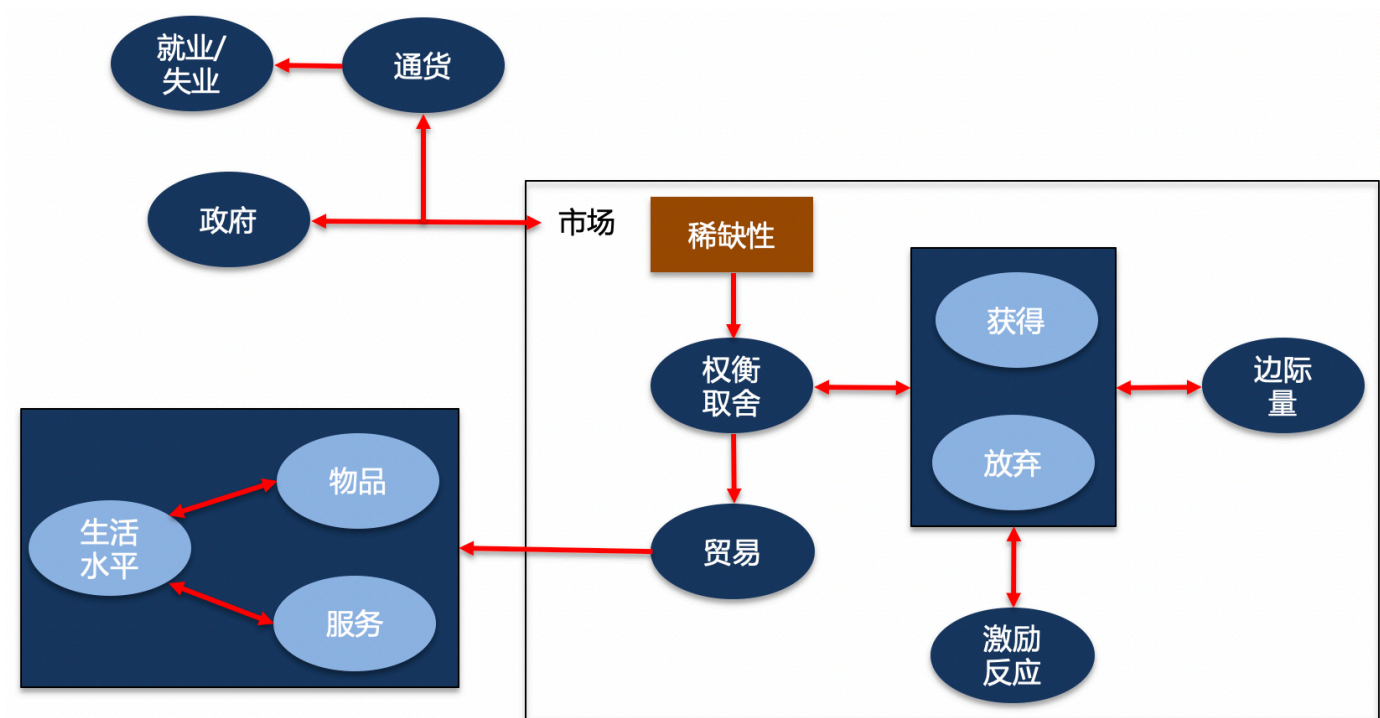 就业/
失业
通货
政府
市场
稀缺性
获得
权衡
取舍
边际
量
放弃
物品
生活
水平
贸易
服务
激励
反应